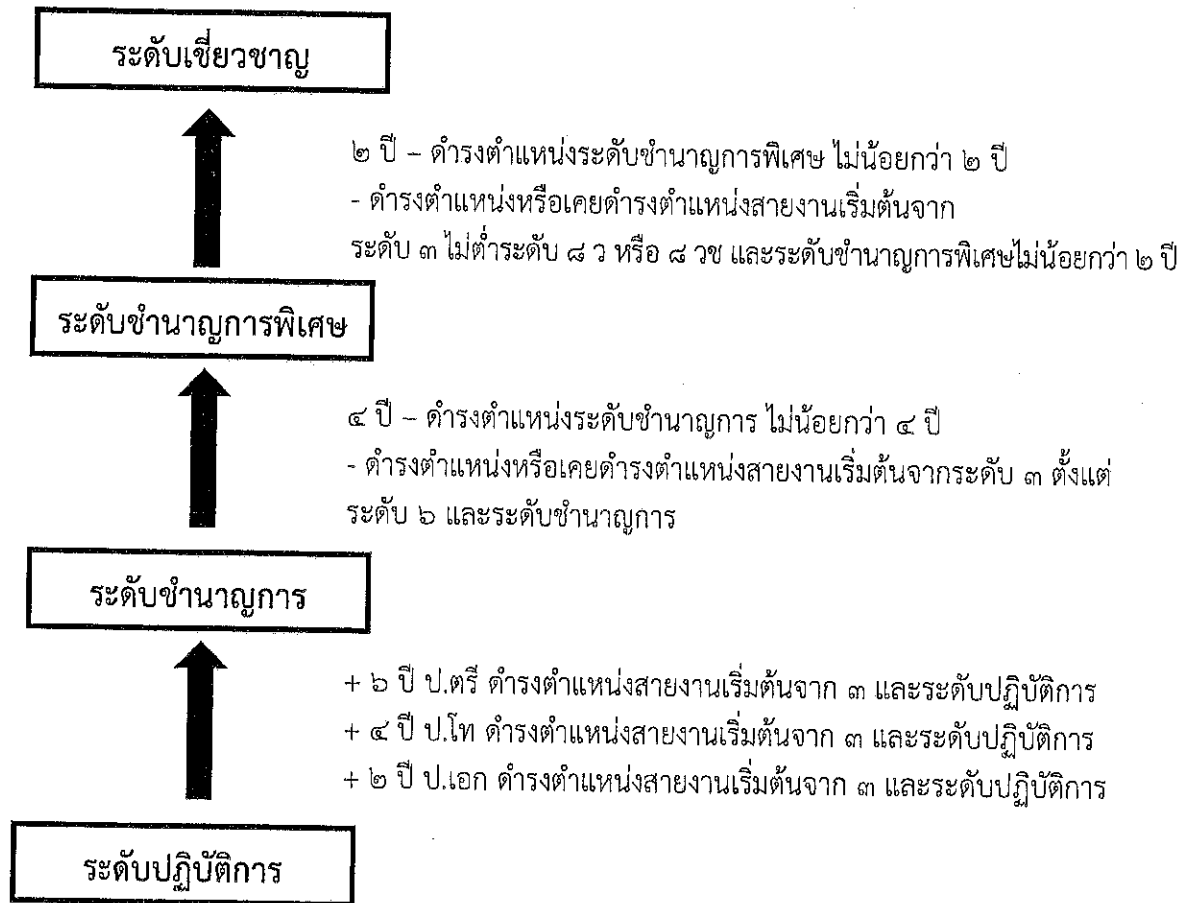 ระดับเชี่ยวชาญ
๒ ปี – ดำรงตำแหน่งระดับชำนาญการพิเศษ ไม่น้อยกว่า ๒ ปี
- ดำรงตำแหน่งหรือเคยดำรงตำแหน่งสายงานเริ่มต้นจาก
ระดับ ๓ ไม่ต่ำระดับ ๘ ว หรือ ๘ วช และระดับชำนาญการพิเศษไม่น้อยกว่า ๒ ปี
ระดับชำนาญการพิเศษ
๔ ปี – ดำรงตำแหน่งระดับชำนาญการ ไม่น้อยกว่า ๔ ปี
- ดำรงตำแหน่งหรือเคยดำรงตำแหน่งสายงานเริ่มต้นจากระดับ ๓ ตั้งแต่
ระดับ ๖ และระดับชำนาญการ
ระดับชำนาญการ
+ ๖ ปี ป.ตรี ดำรงตำแหน่งสายงานเริ่มต้นจาก ๓ และระดับปฏิบัติการ
+ ๔ ปี ป.โท ดำรงตำแหน่งสายงานเริ่มต้นจาก ๓ และระดับปฏิบัติการ
+ ๒ ปี ป.เอก ดำรงตำแหน่งสายงานเริ่มต้นจาก ๓ และระดับปฏิบัติการ
ระดับปฏิบัติการ